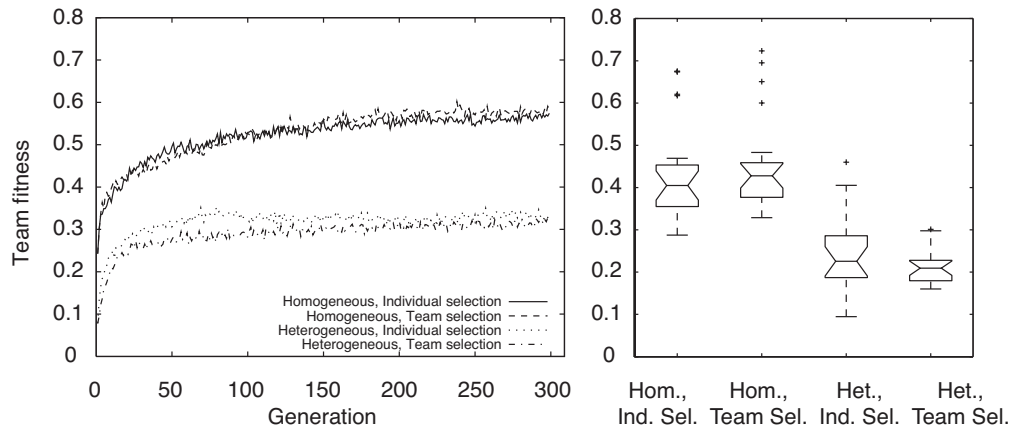 0.8
0.7
0.6
0.5
0.4
0.3
0.2
0.1
0
Team fitness
Homogeneous, Individual selection
Homogeneous, Team selection
Heterogeneous, Individual selection
Heterogeneous, Team selection
0 50 100 150 200 250 300
Generation
0.8
0.7
0.6
0.5
0.4
0.3
0.2
0.1
0
Hom., Hom., Het., Het.,
Ind. Sel. Team Sel. Ind. Sel. Team Sel.